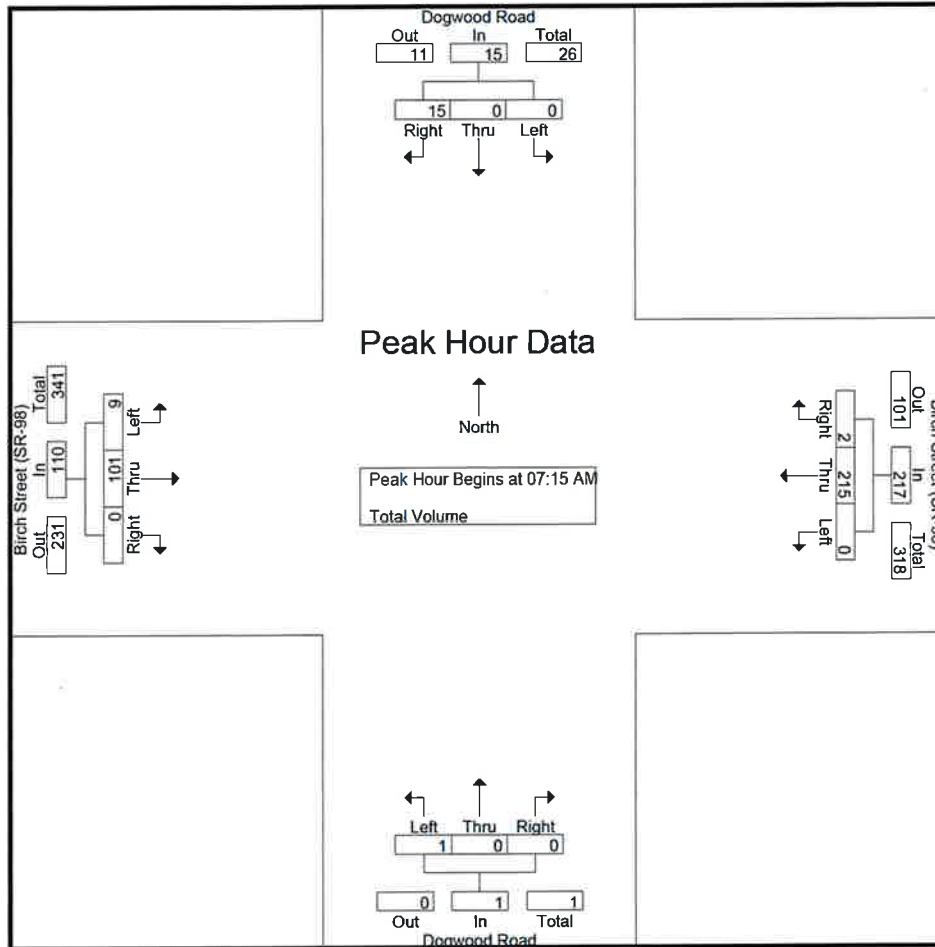 Dogwood Road
Out In Total
11 15 26
15 0 0
Right Thru Left
Peak Hour Data
North
Peak Hour Begins at 07:15 AM
Total Volume
Birch Street (SR-98)
Out In Total
231 110 341
9 101 0
Left Thru Right
Right Thru Left
2 215 0
Out In Total
101 217 318
Left Thru Right
1 0 0
0 1 1
Out In Total
Dogwood Road